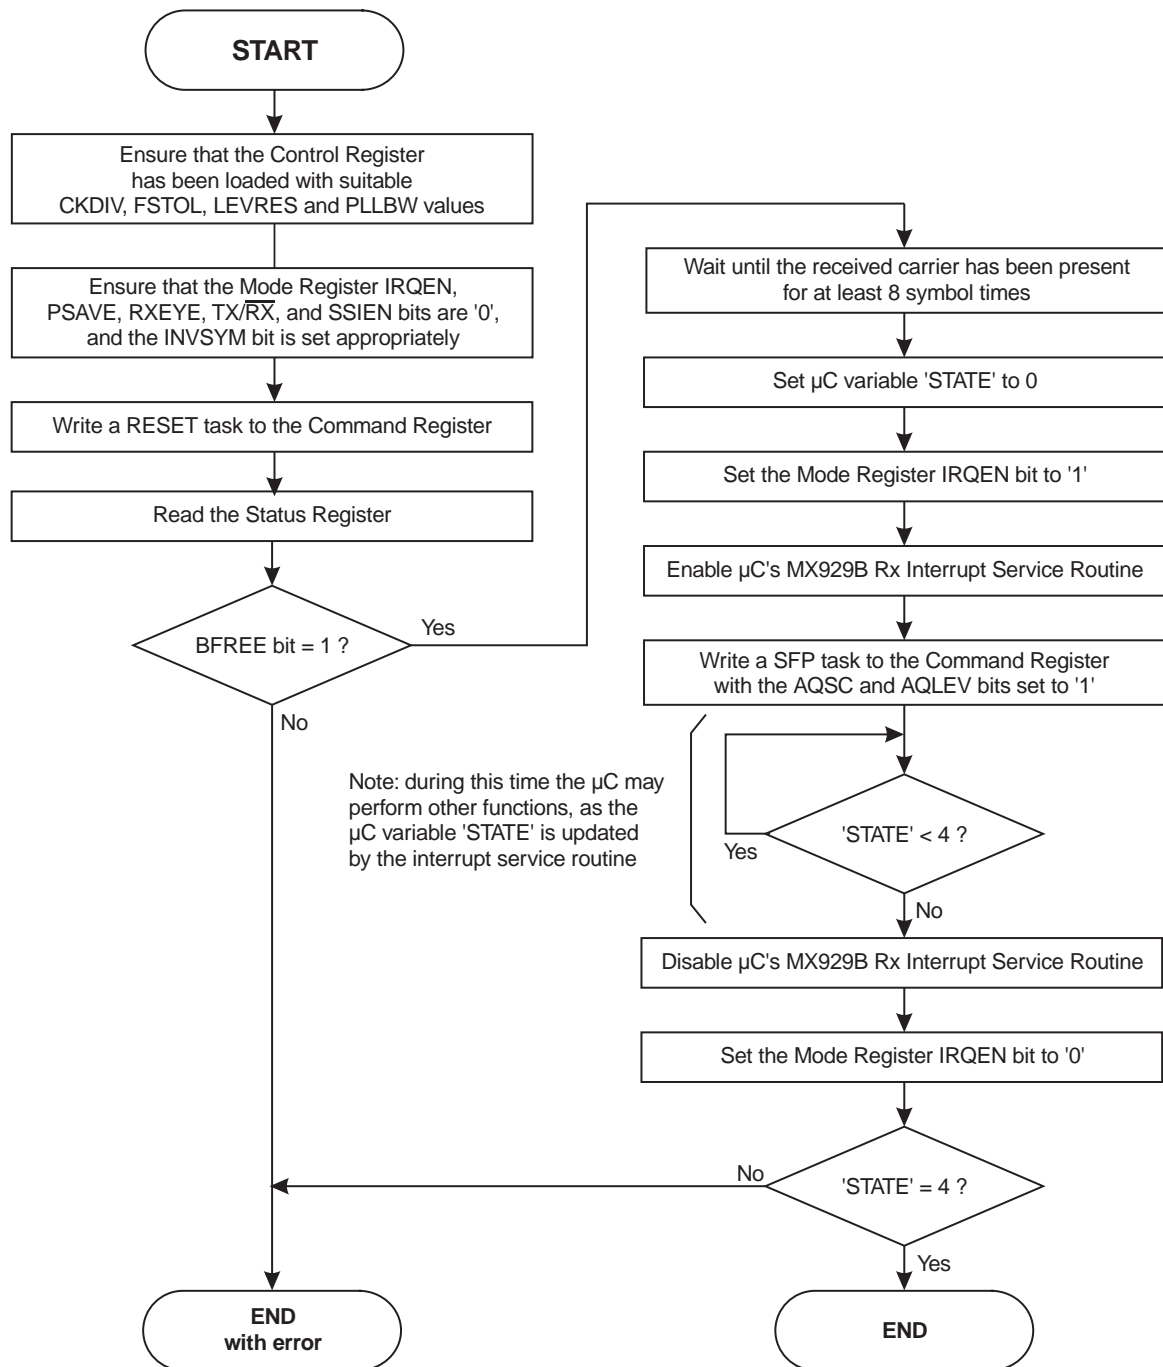 START
Ensure that the Control Register
has been loaded with suitable
CKDIV, FSTOL, LEVRES and PLLBW values
Ensure that the Mode Register IRQEN,
PSAVE, RXEYE, TX/R̅X̅, and SSIEN bits are '0',
and the INVSYM bit is set appropriately
Write a RESET task to the Command Register
Read the Status Register
BFREE bit = 1 ?
Yes
No
Wait until the received carrier has been present
for at least 8 symbol times
Set µC variable 'STATE' to 0
Set the Mode Register IRQEN bit to '1'
Enable µC's MX929B Rx Interrupt Service Routine
Write a SFP task to the Command Register
with the AQSC and AQLEV bits set to '1'
Note: during this time the µC may
perform other functions, as the
µC variable 'STATE' is updated
by the interrupt service routine
'STATE' < 4 ?
Yes
No
Disable µC's MX929B Rx Interrupt Service Routine
Set the Mode Register IRQEN bit to '0'
'STATE' = 4 ?
No
Yes
END
with error
END